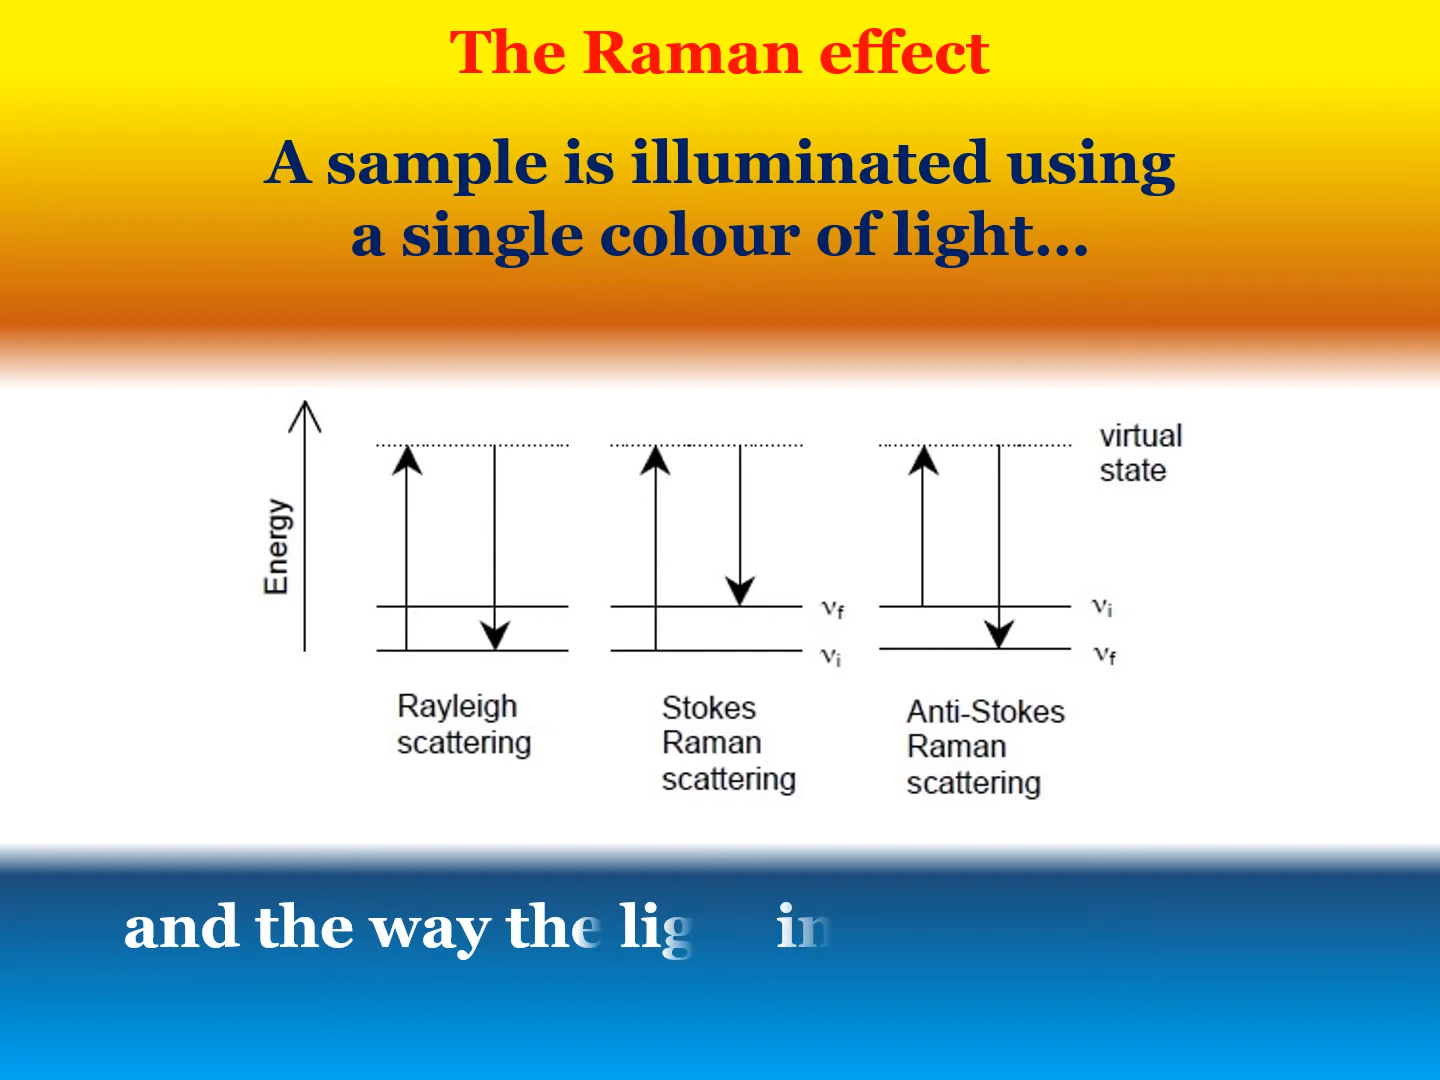 The Raman effect
A sample is illuminated using
a single colour of light...
Energy
virtual
state
νf
νi
νi
νf
Rayleigh
scattering
Stokes
Raman
scattering
Anti-Stokes
Raman
scattering
and the way the